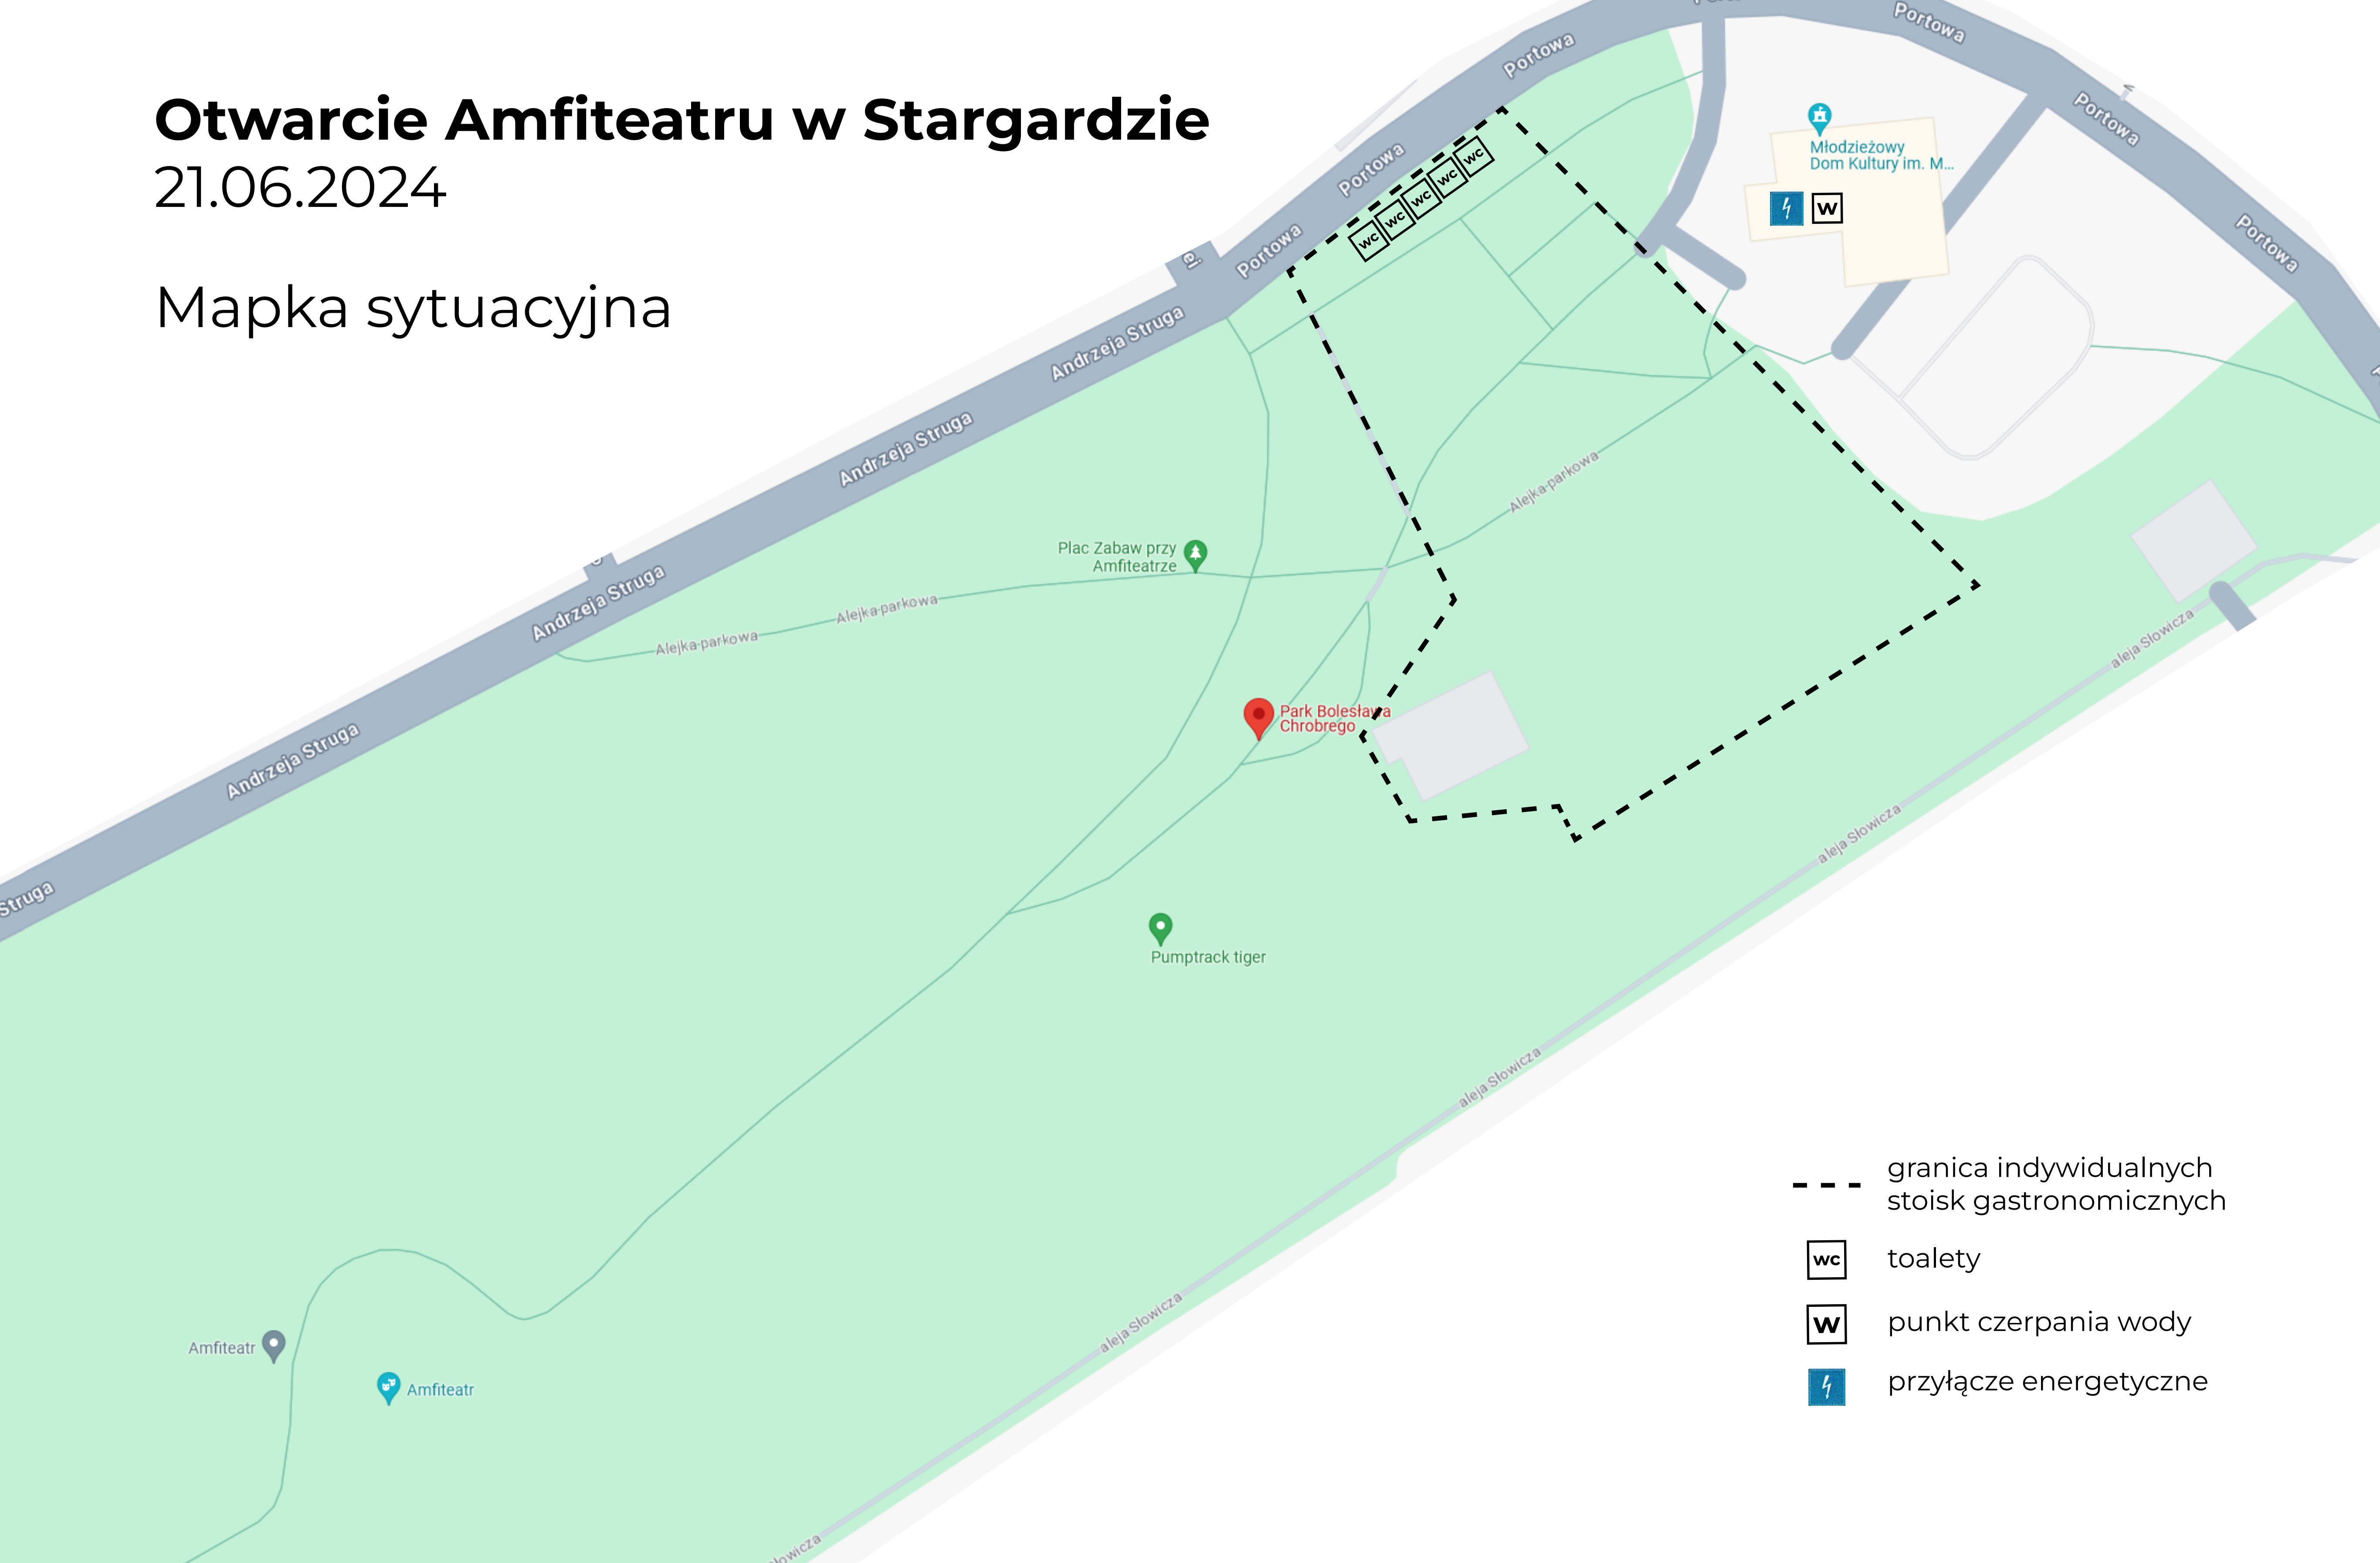 Otwarcie Amfiteatru w Stargardzie
21.06.2024
Mapka sytuacyjna
Portowa
Portowa
Portowa
Portowa
Portowa
Portowa
Młodzieżowy
Dom Kultury im. M...
W
wc
wc
wc
wc
wc
Andrzeja Struga
Andrzeja Struga
Andrzeja Struga
Andrzeja Struga
Struga
Alejka parkowa
Alejka parkowa
Alejka parkowa
Plac Zabaw przy
Amfiteatrze
Park Bolesława
Chrobrego
Pumptrack tiger
aleja Słowicza
aleja Słowicza
aleja Słowicza
aleja Słowicza
Amfiteatr
Amfiteatr
granica indywidualnych
stoisk gastronomicznych
wc toalety
W punkt czerpania wody
przyłącze energetyczne